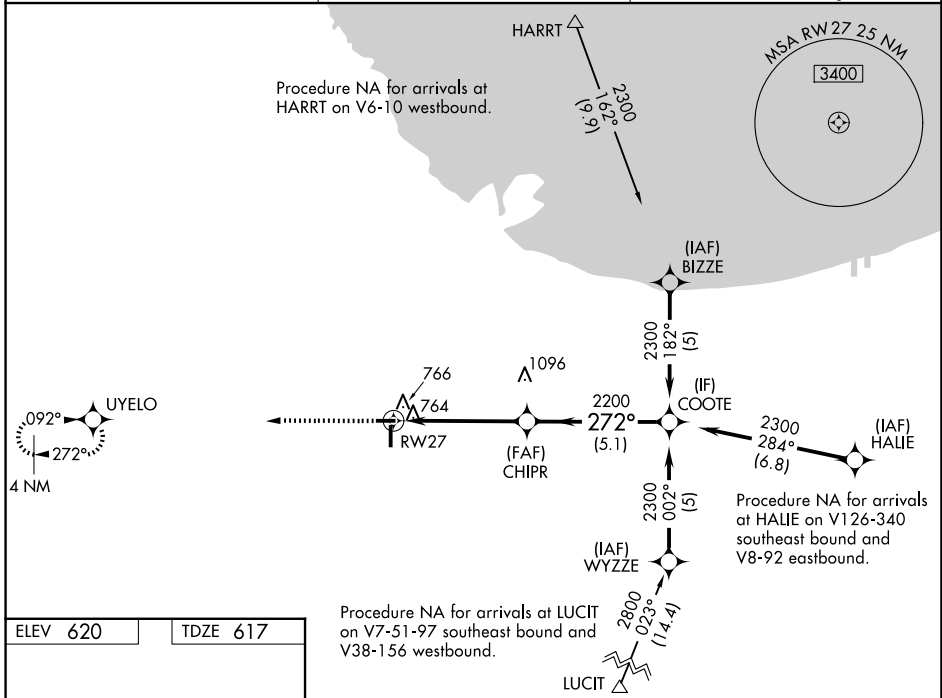 HARRT
MSA RW27 25 NM
3400
Procedure NA for arrivals at
HARRT on V6-10 westbound.
2300
162°
(9.9)
(IAF)
BIZZE
2300
182°
(5)
1096
766
764
RW27
(FAF)
CHIPR
2200
272°
(5.1)
(IF)
COOTE
2300
284°
(6.8)
(IAF)
HALIE
UYELO
092°
272°
4 NM
2300
002°
(5)
(IAF)
WYZZE
Procedure NA for arrivals
at HALIE on V126-340
southeast bound and
V8-92 eastbound.
Procedure NA for arrivals at LUCIT
on V7-51-97 southeast bound and
V38-156 westbound.
2800
023°
(14.4)
LUCIT
ELEV 620
TDZE 617